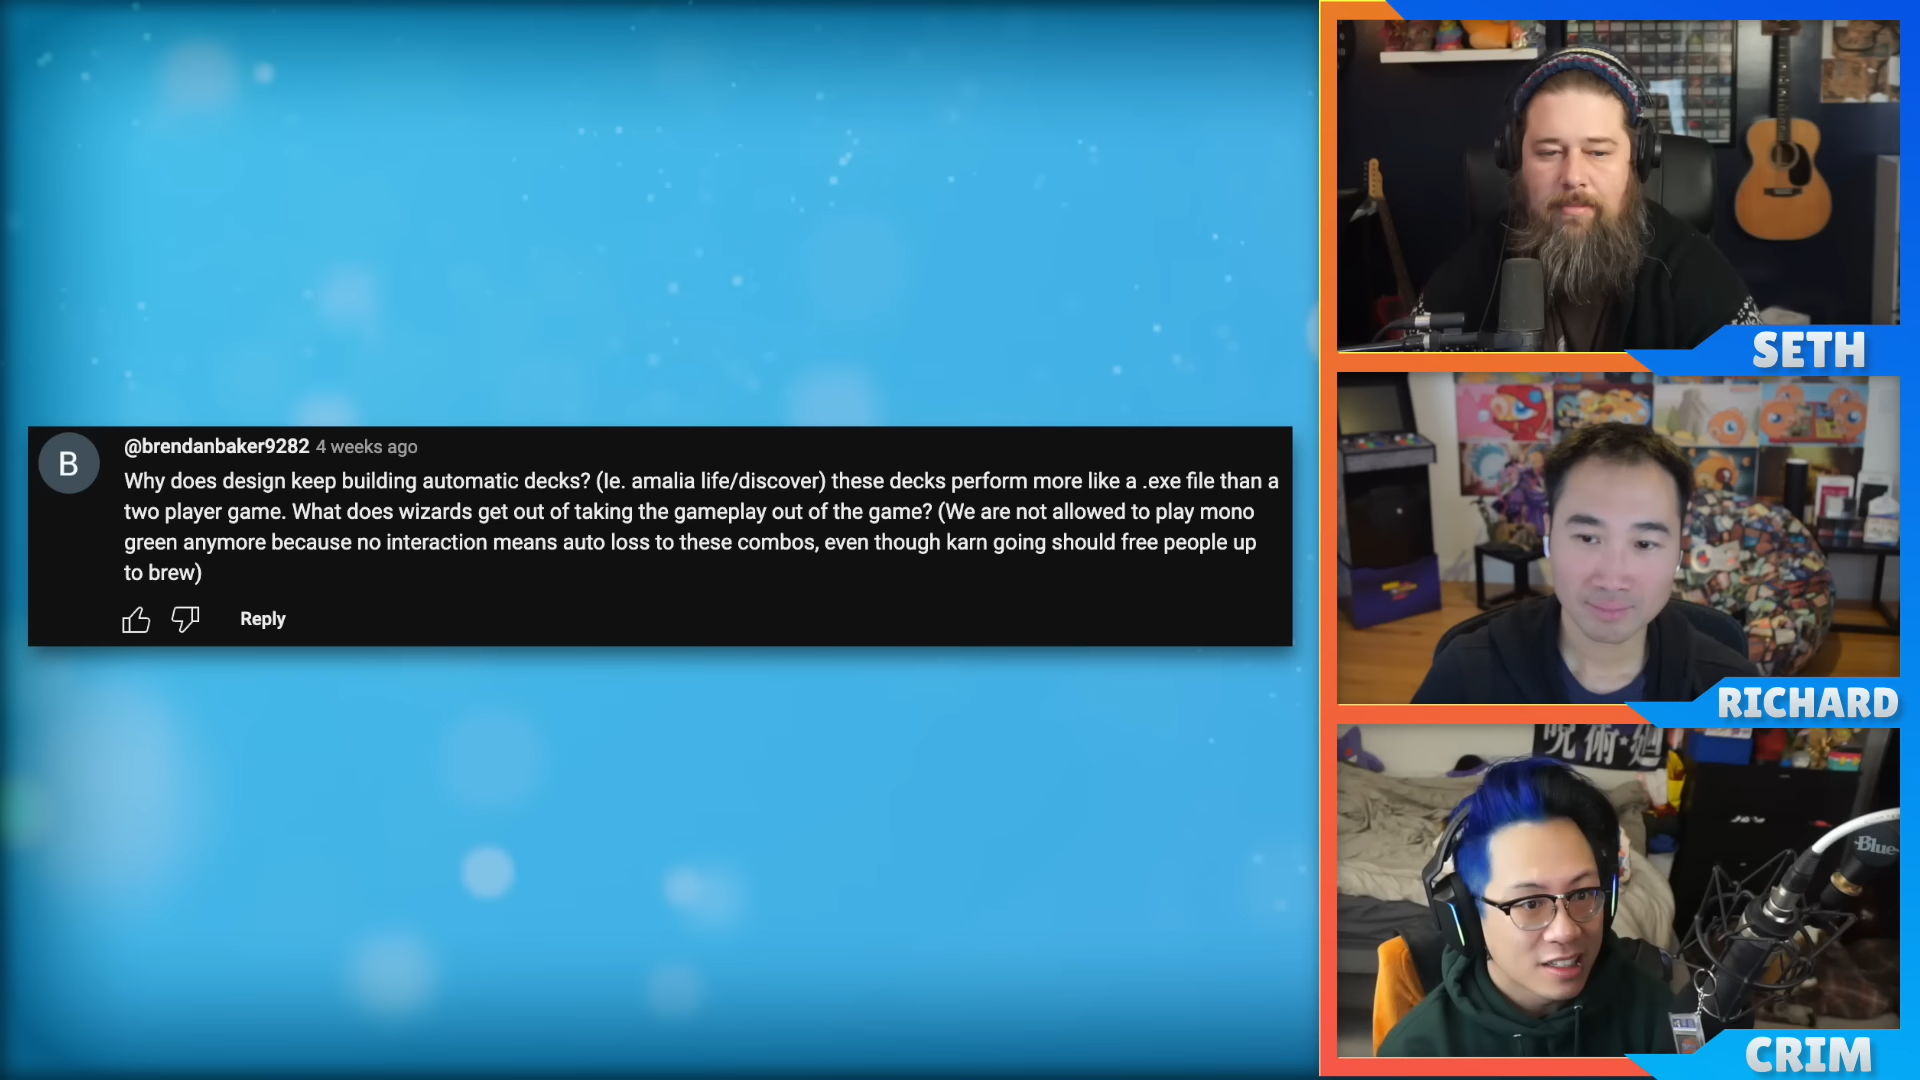 B
@brendanbaker9282 4 weeks ago
Why does design keep building automatic decks? (Ie. amalia life/discover) these decks perform more like a .exe file than a
two player game. What does wizards get out of taking the gameplay out of the game? (We are not allowed to play mono
green anymore because no interaction means auto loss to these combos, even though karn going should free people up
to brew)
Reply
SETH
RICHARD
呪術廻
Blue
CRIM